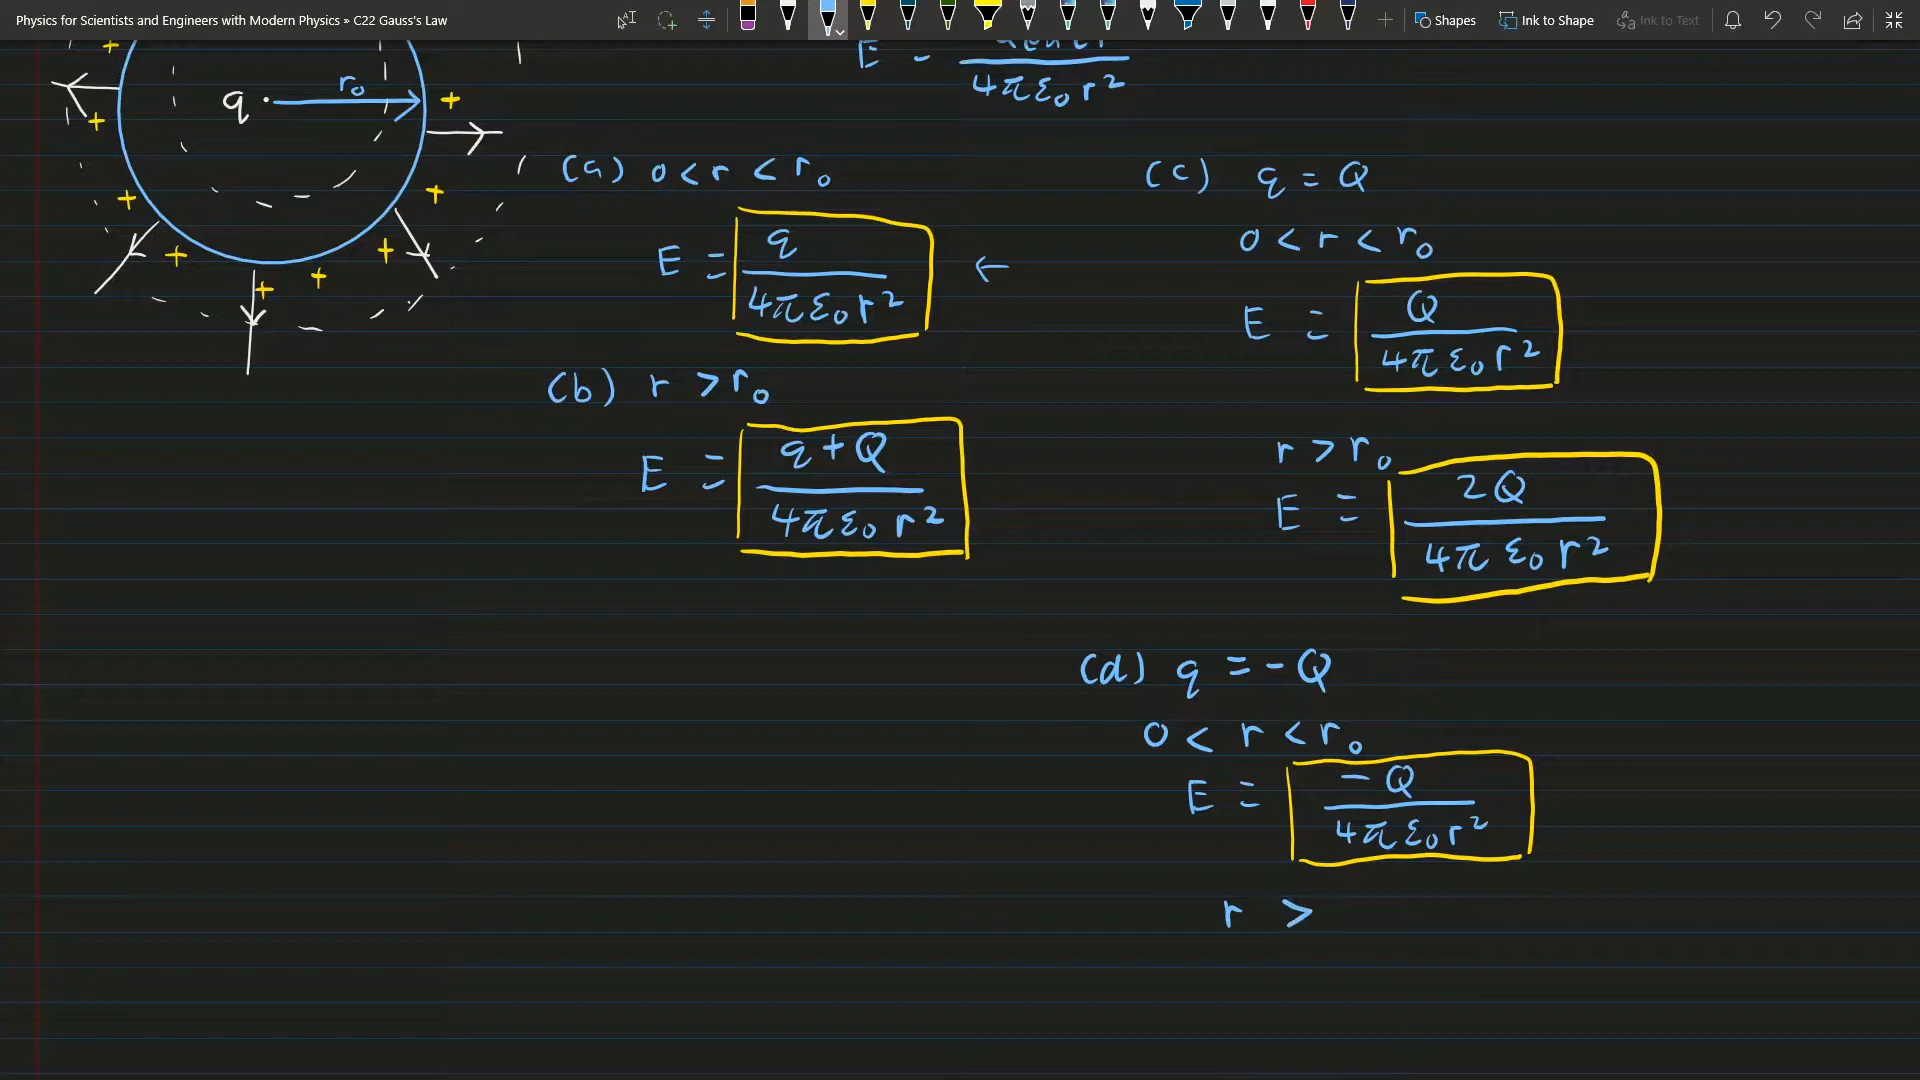 Physics for Scientists and Engineers with Modern Physics » C22 Gauss's Law
Shapes
Ink to Shape
Ink to Text
q
r₀
E =
4πε₀r²
(a) 0 < r < r₀
E = q / 4πε₀r² ←
(b) r > r₀
E = q + Q / 4πε₀r²
(c) q = Q
0 < r < r₀
E = Q / 4πε₀r²
r > r₀
E = 2Q / 4πε₀r²
(d) q = -Q
0 < r < r₀
E = -Q / 4πε₀r²
r >